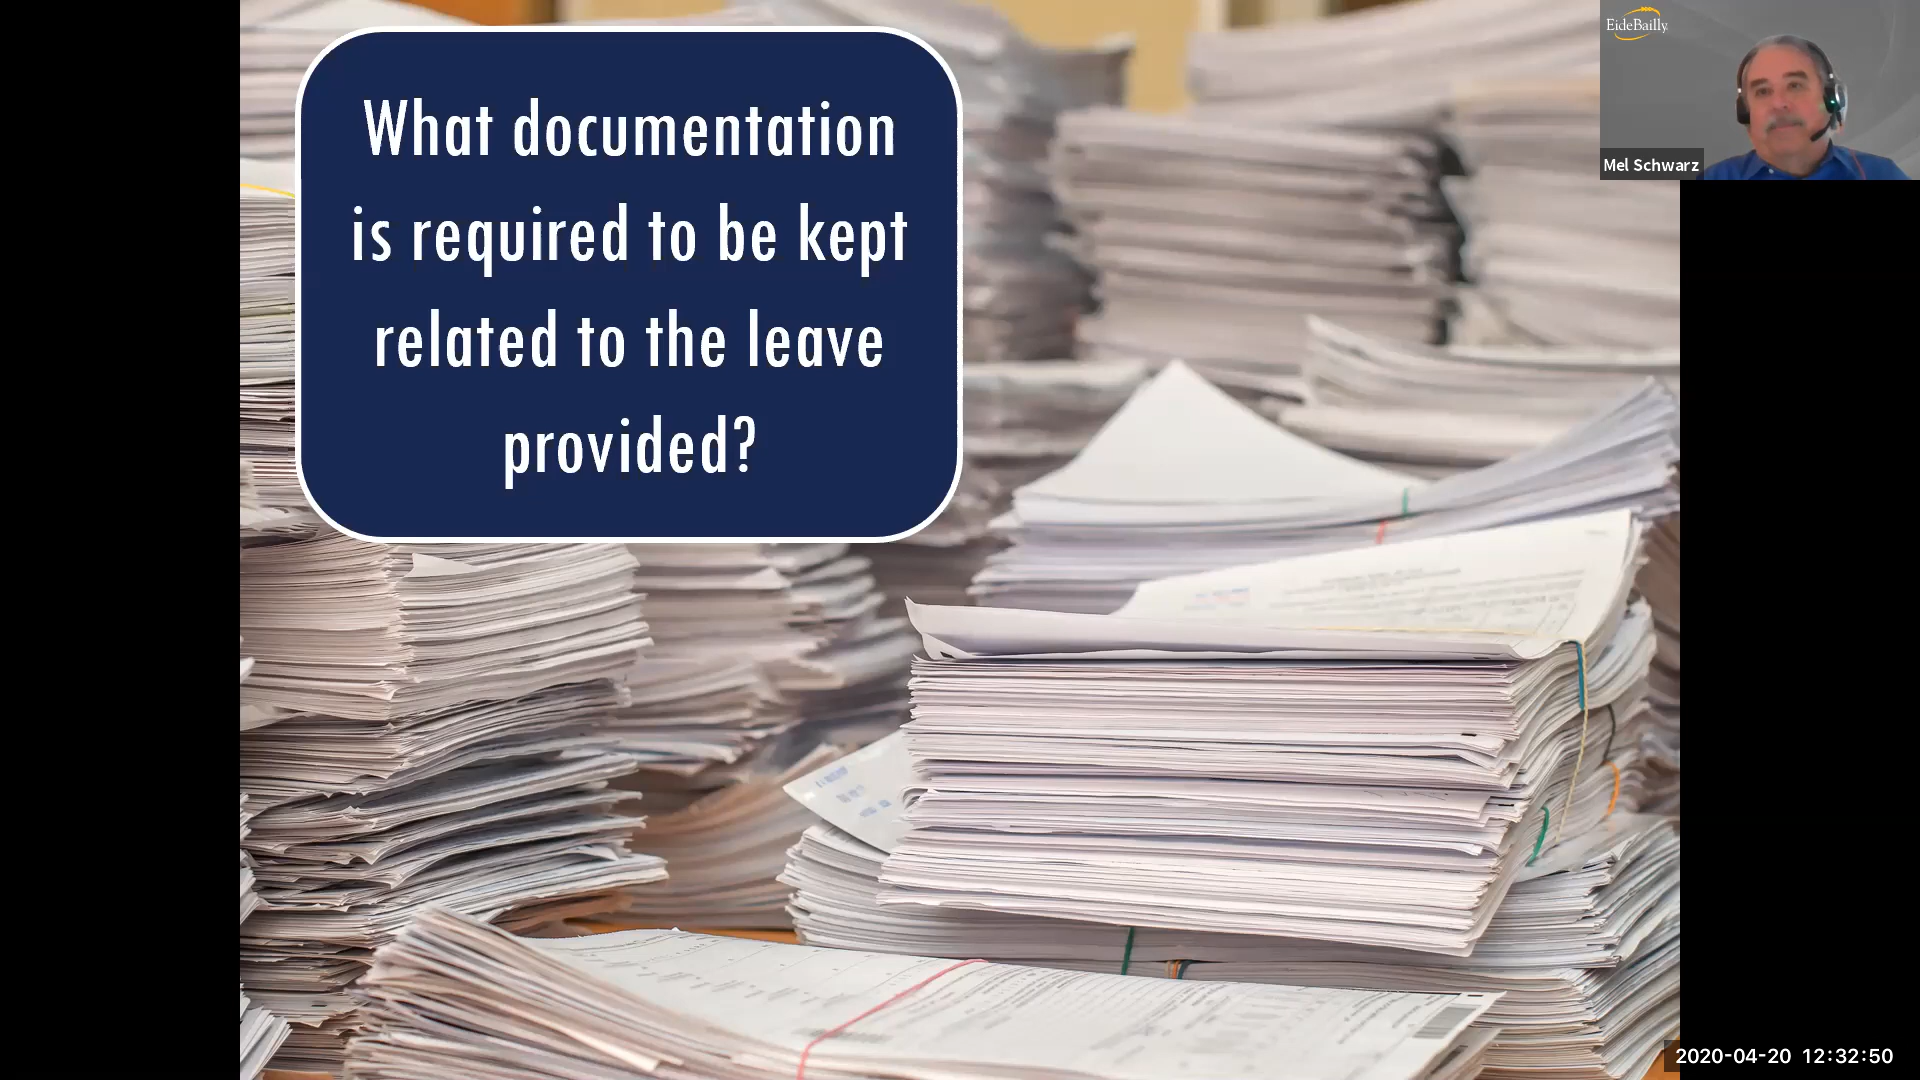 What documentation
is required to be kept
related to the leave
provided?
EideBailly
Mel Schwarz
2020-04-20 12:32:50